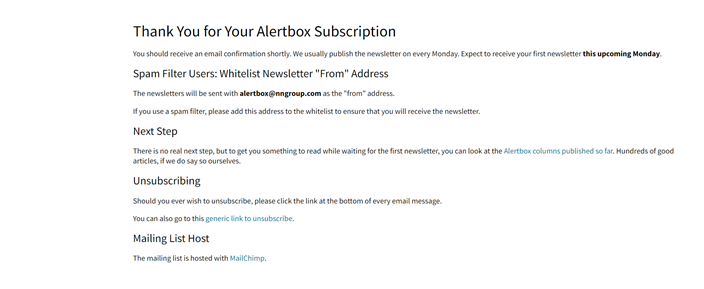 Thank You for Your Alertbox Subscription
You should receive an email confirmation shortly. We usually publish the newsletter on every Monday. Expect to receive your first newsletter this upcoming Monday.
Spam Filter Users: Whitelist Newsletter "From" Address
The newsletters will be sent with alertbox@nngroup.com as the "from" address.
If you use a spam filter, please add this address to the whitelist to ensure that you will receive the newsletter.
Next Step
There is no real next step, but to get you something to read while waiting for the first newsletter, you can look at the Alertbox columns published so far. Hundreds of good
articles, if we do say so ourselves.
Unsubscribing
Should you ever wish to unsubscribe, please click the link at the bottom of every email message.
You can also go to this generic link to unsubscribe.
Mailing List Host
The mailing list is hosted with MailChimp.